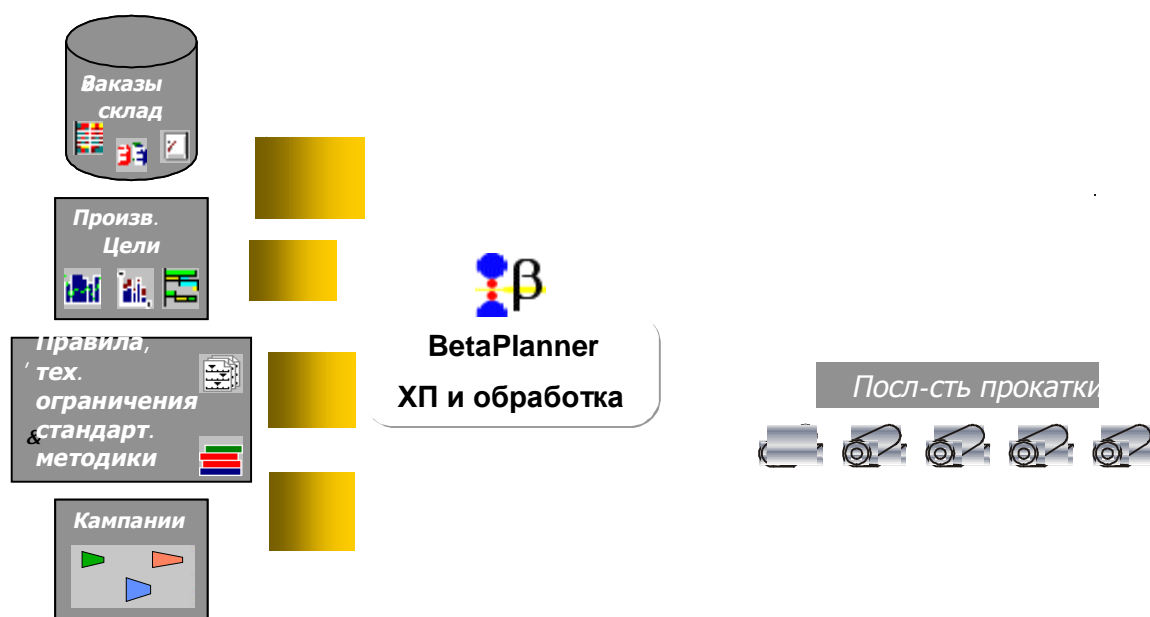 Заказы
склад
Произв.
Цели
Правила,
тех.
ограничения
& стандарт.
методики
Кампании
β
BetaPlanner
ХП и обработка
Посл-сть прокатки